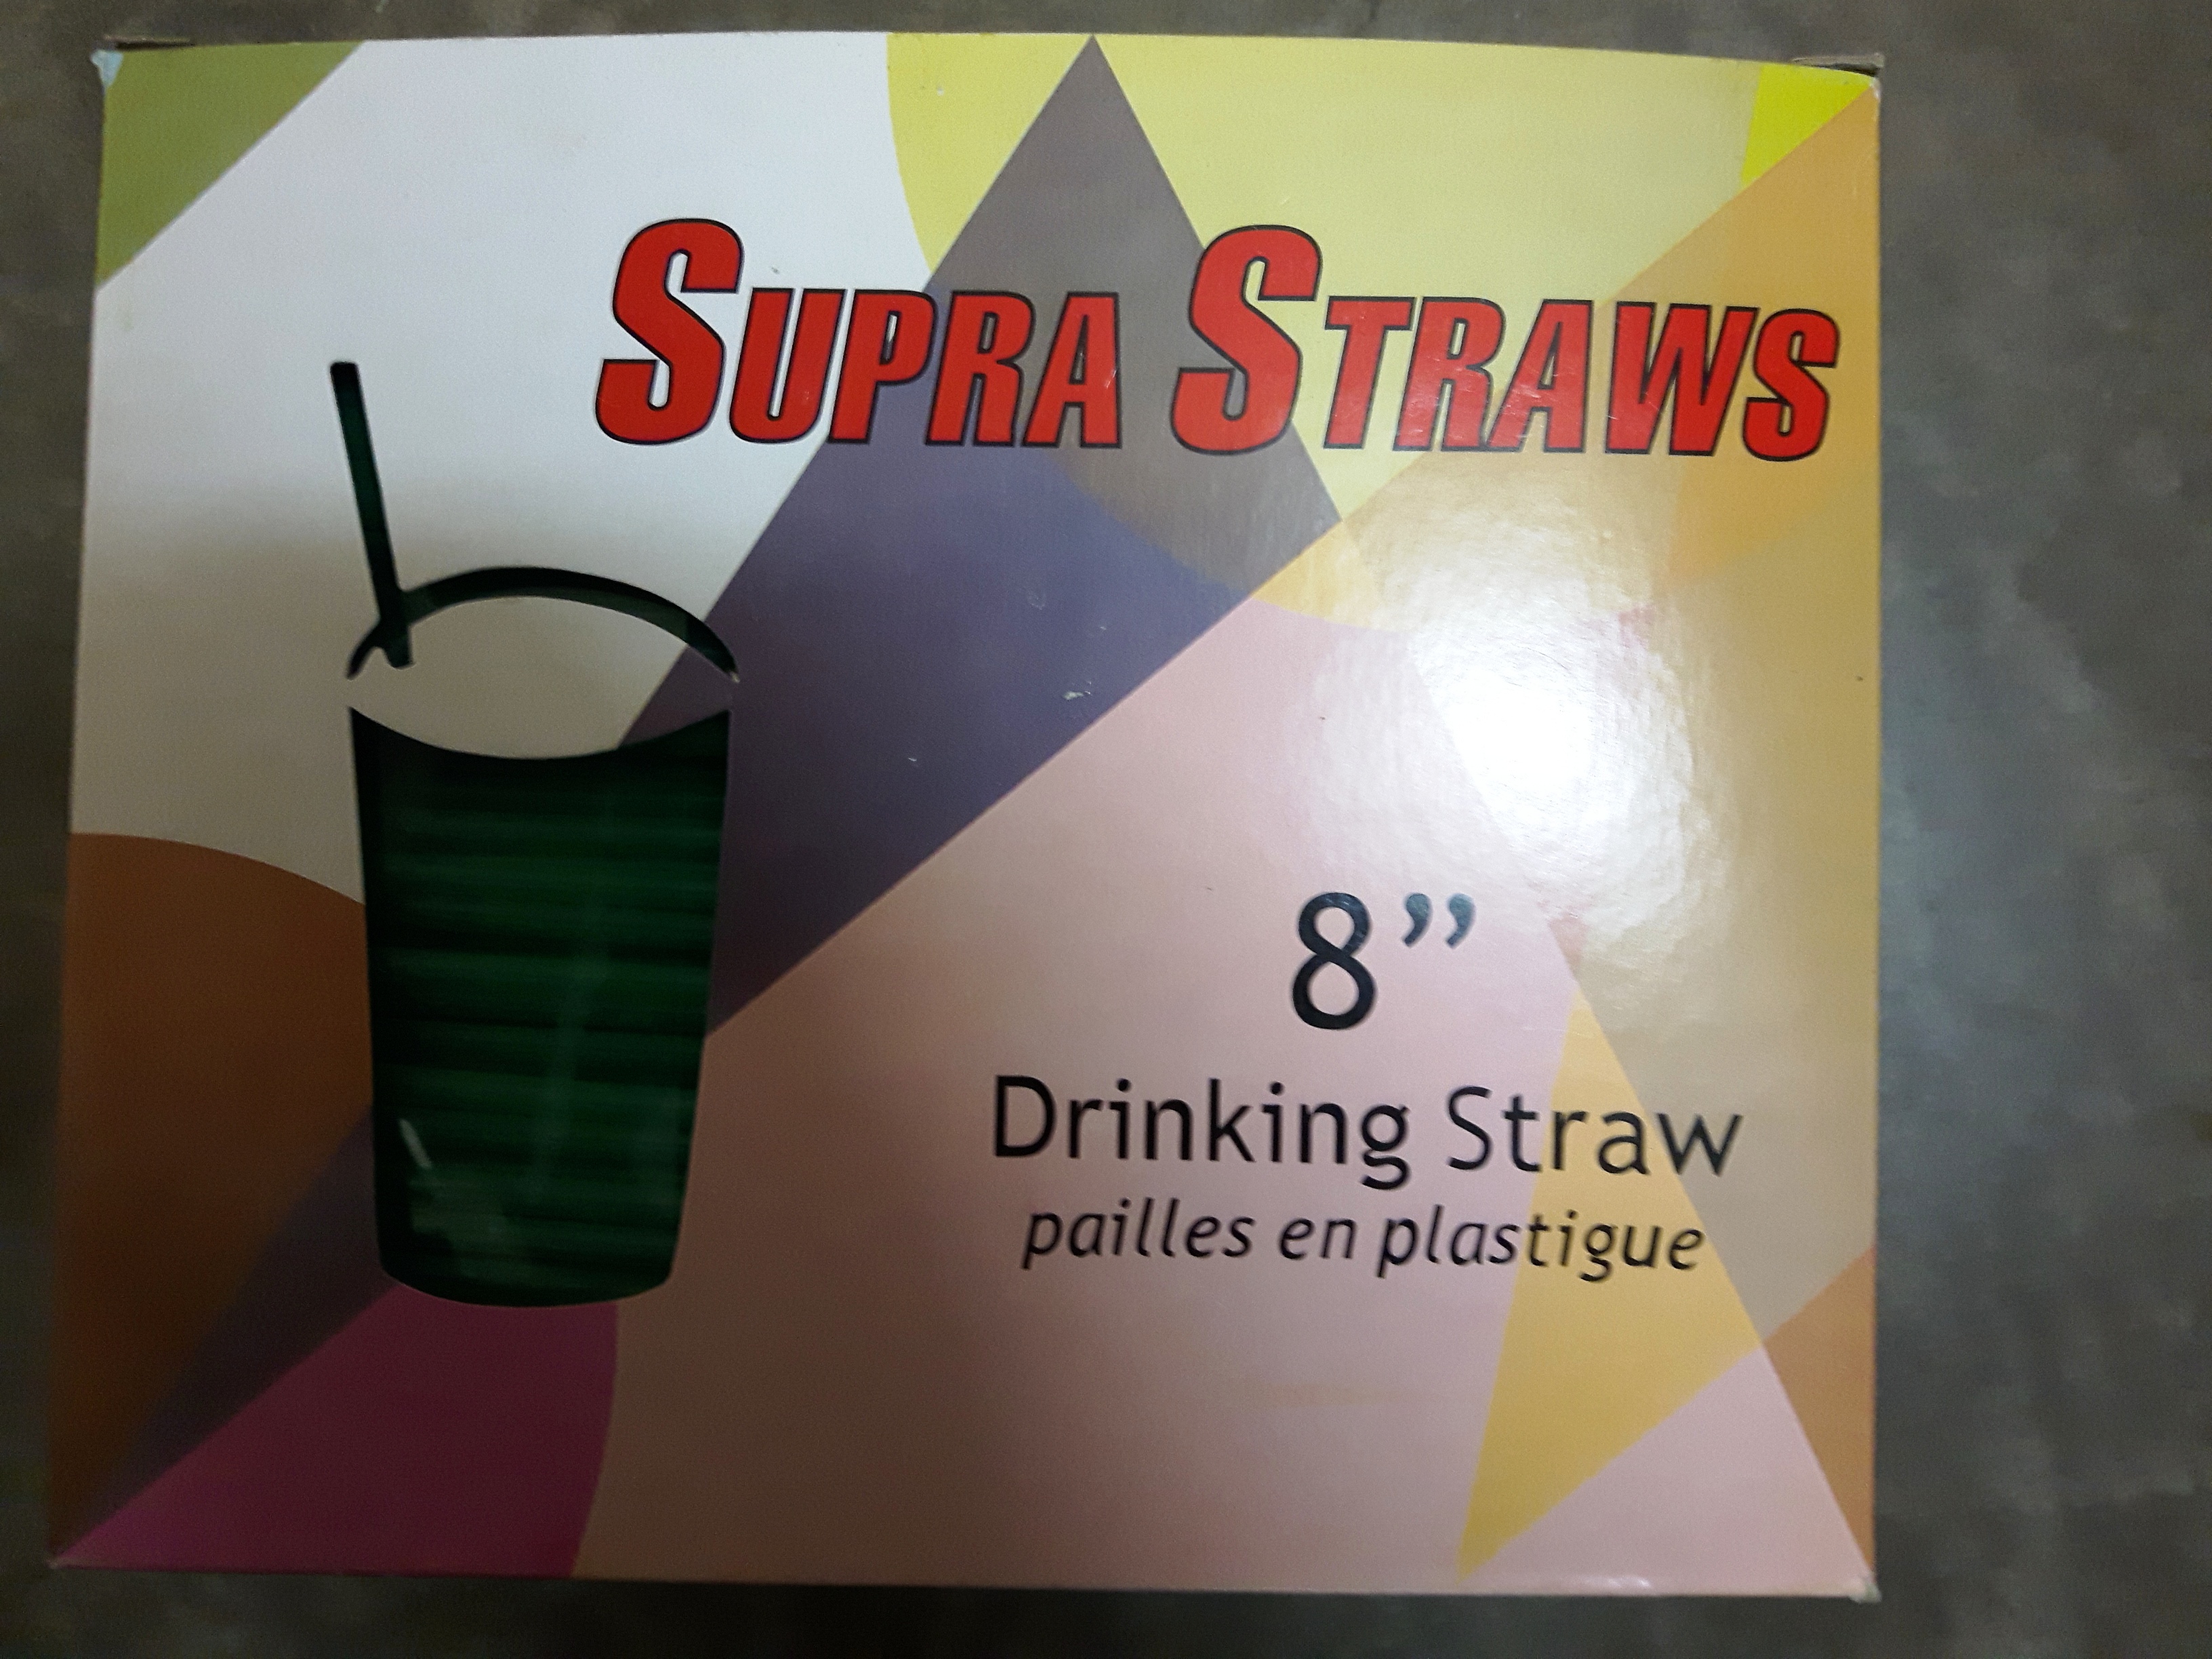 SUPRA STRAWS
8”
Drinking Straw
pailles en plastigue